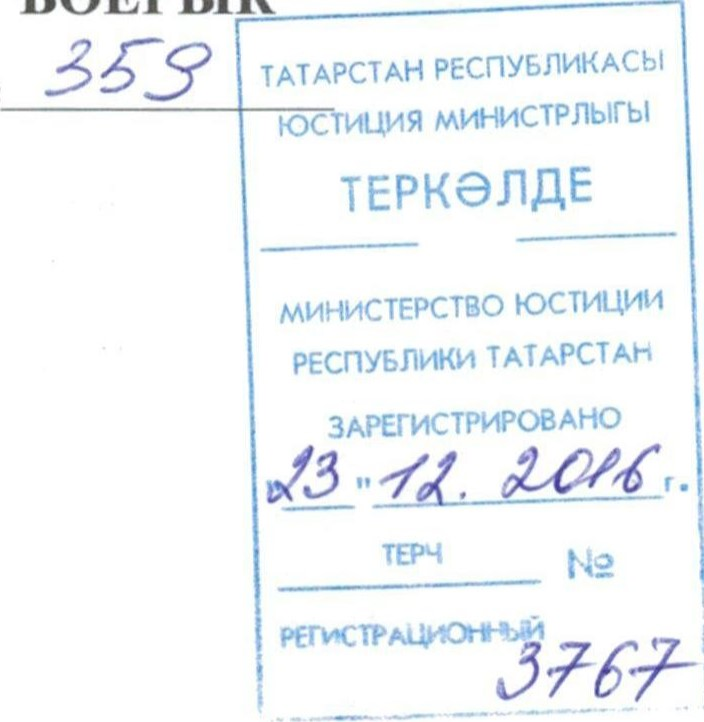 БОЕРЫК
359
ТАТАРСТАН РЕСПУБЛИКАСЫ
ЮСТИЦИЯ МИНИСТРЛЫГЫ
ТЕРКӘЛДЕ
МИНИСТЕРСТВО ЮСТИЦИИ
РЕСПУБЛИКИ ТАТАРСТАН
ЗАРЕГИСТРИРОВАНО
"23" 12. 2016 г.
ТЕРЧ №
РЕГИСТРАЦИОННЫЙ
3767